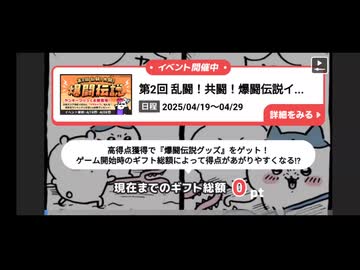 イベント開催中
爆闘伝説
第2回 乱闘！共闘！爆闘伝説イ...
日程 2025/04/19〜04/29
詳細をみる
高得点獲得で『爆闘伝説グッズ』をゲット！
ゲーム開始時のギフト総額によって得点があがりやすくなる!?
現在までのギフト総額 0pt